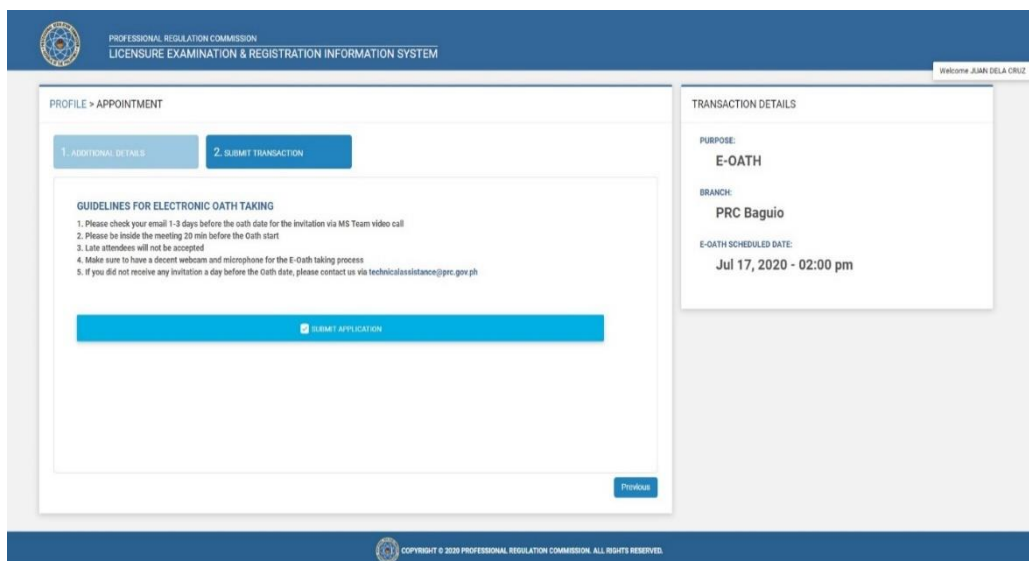 PROFESSIONAL REGULATION COMMISSION
LICENSURE EXAMINATION & REGISTRATION INFORMATION SYSTEM
Welcome JUAN DELA CRUZ
PROFILE > APPOINTMENT
1. ADDITIONAL DETAILS
2. SUBMIT TRANSACTION
GUIDELINES FOR ELECTRONIC OATH TAKING
1. Please check your email 1-3 days before the oath date for the invitation via MS Team video call
2. Please be inside the meeting 20 min before the Oath start
3. Late attendees will not be accepted
4. Make sure to have a decent webcam and microphone for the E-Oath taking process
5. If you did not receive any invitation a day before the Oath date, please contact us via technicalassistance@prc.gov.ph
SUBMIT APPLICATION
Previous
TRANSACTION DETAILS
PURPOSE:
E-OATH
BRANCH:
PRC Baguio
E-OATH SCHEDULED DATE:
Jul 17, 2020 - 02:00 pm
COPYRIGHT © 2020 PROFESSIONAL REGULATION COMMISSION. ALL RIGHTS RESERVED.